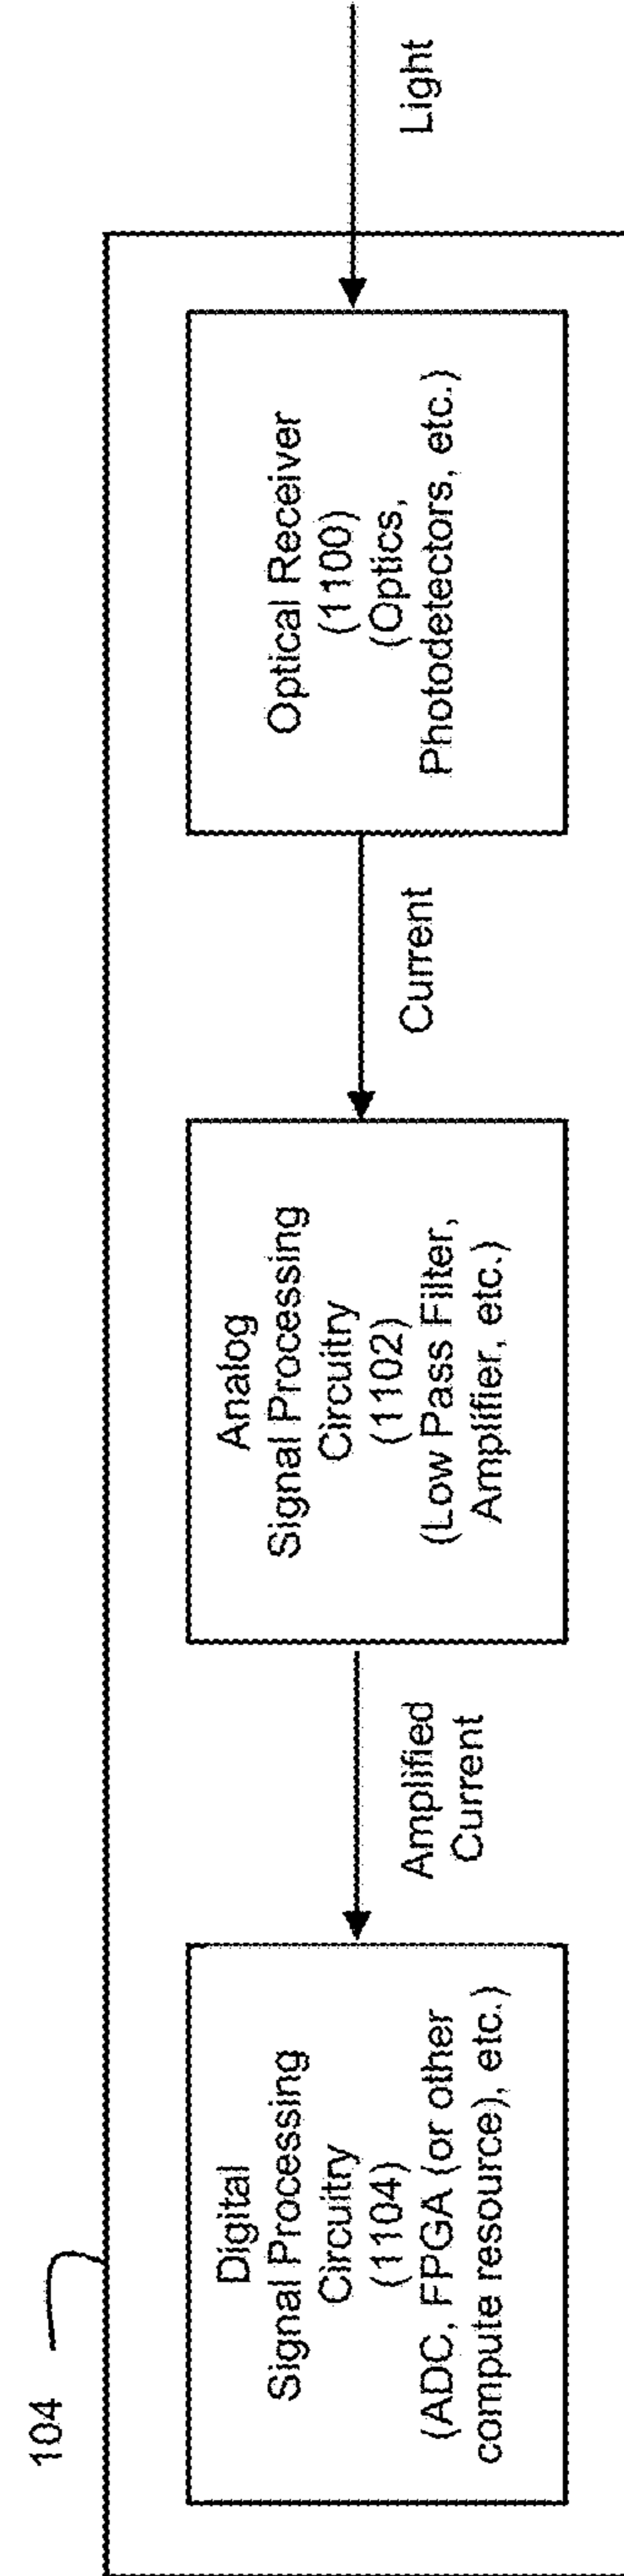 104
Digital
Signal Processing
Circuitry
(1104)
(ADC, FPGA (or other
compute resource), etc.)
Amplified
Current
Analog
Signal Processing
Circuitry
(1102)
(Low Pass Filter,
Amplifier, etc.)
Current
Optical Receiver
(1100)
(Optics,
Photodetectors, etc.)
Light